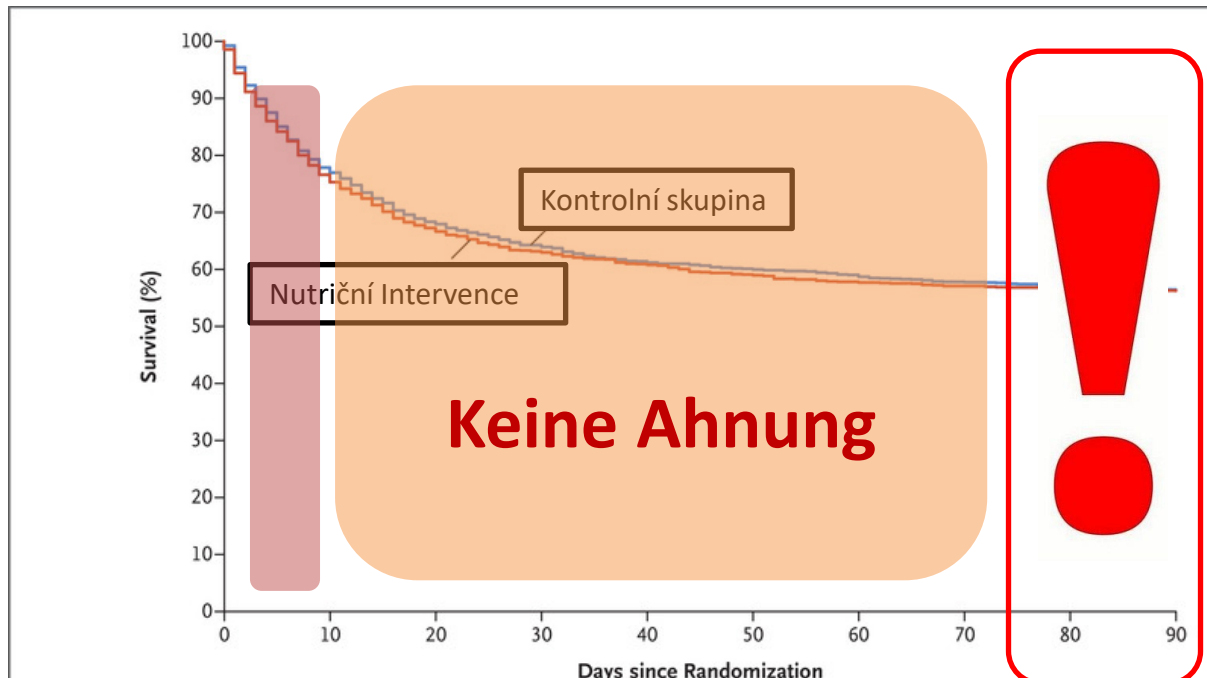 100
90
80
70
60
50
40
30
20
10
0
Survival (%)
Kontrolní skupina
Nutriční Intervence
Keine Ahnung
0 10 20 30 40 50 60 70 80 90
Days since Randomization